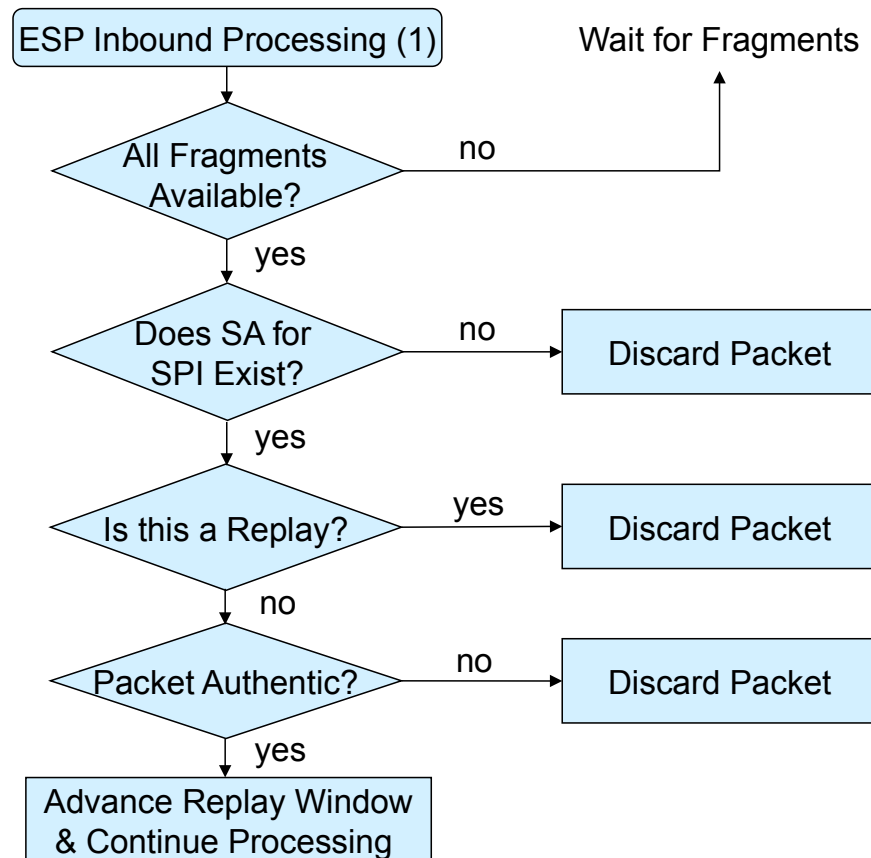 ESP Inbound Processing (1)
Wait for Fragments
All Fragments
Available?
no
yes
Does SA for
SPI Exist?
no
Discard Packet
yes
Is this a Replay?
yes
Discard Packet
no
Packet Authentic?
no
Discard Packet
yes
Advance Replay Window
& Continue Processing